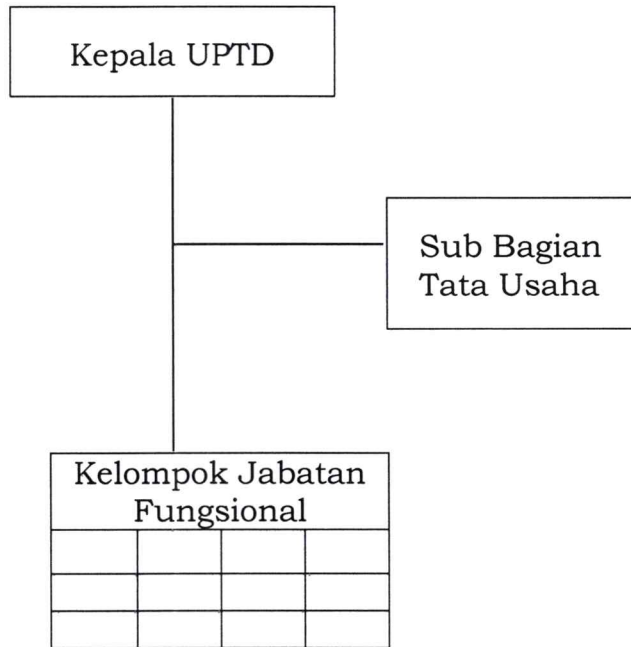 Kepala UPTD
Sub Bagian
Tata Usaha
Kelompok Jabatan
Fungsional